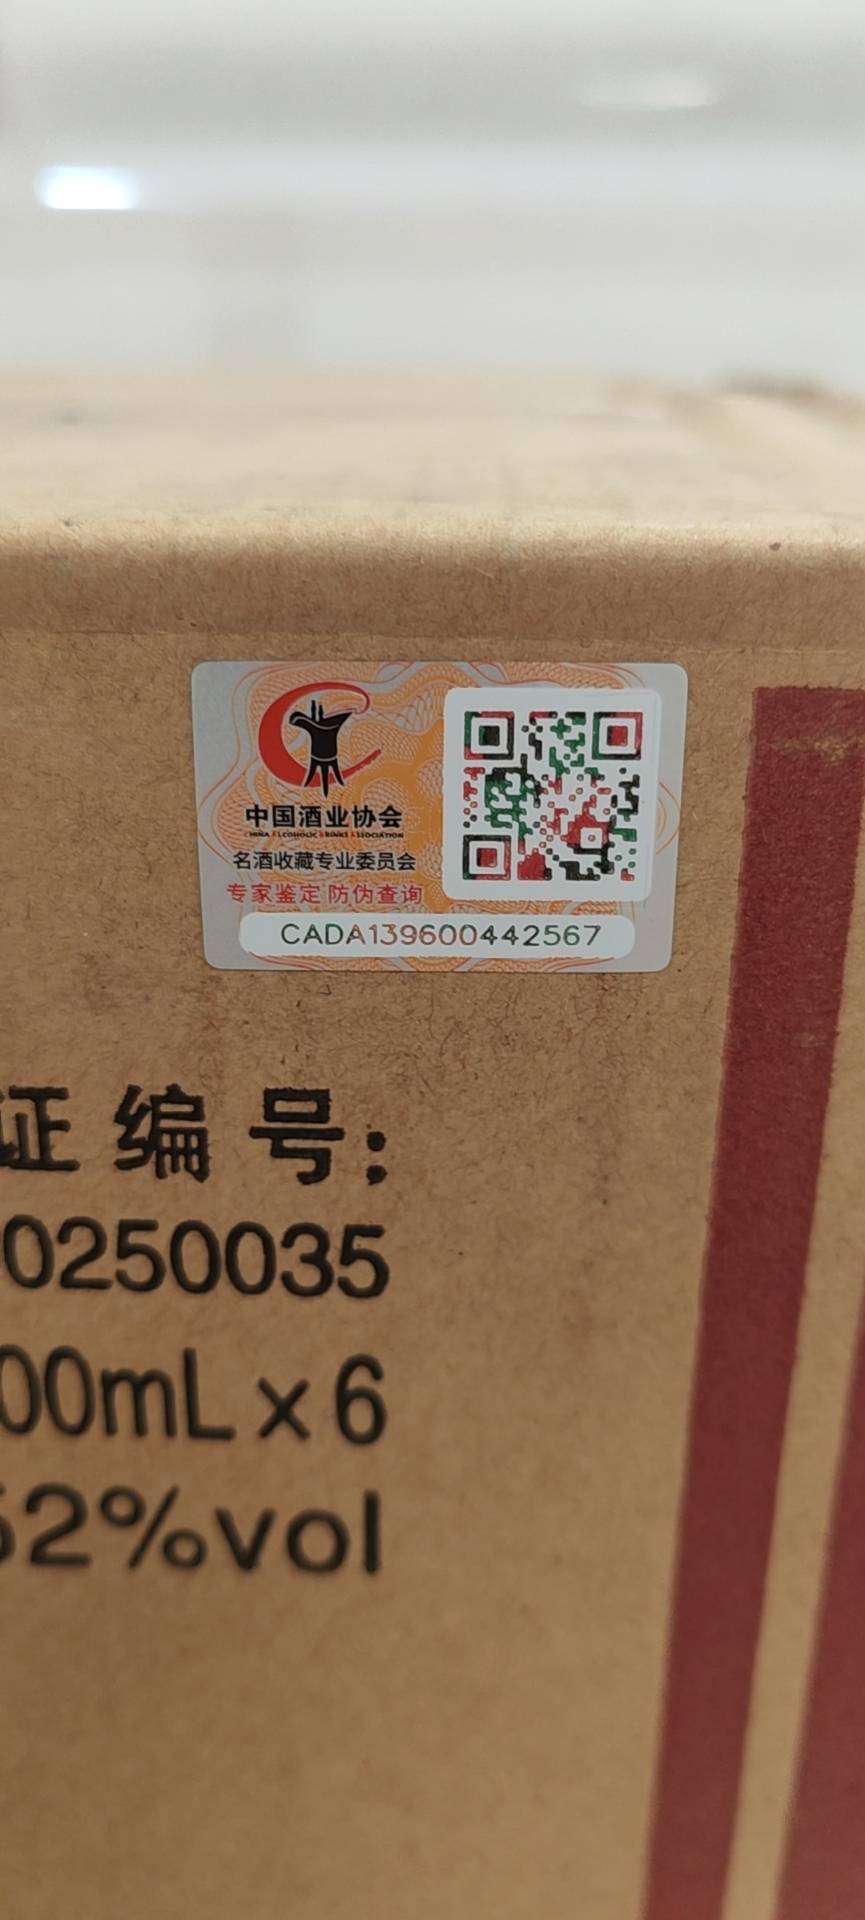 中国酒业协会
CHINA ALCOHOLIC DRINKS ASSOCIATION
名酒收藏专业委员会
专家鉴定 防伪查询
CADA139600442567
证编号:
0250035
00mL×6
52%vol